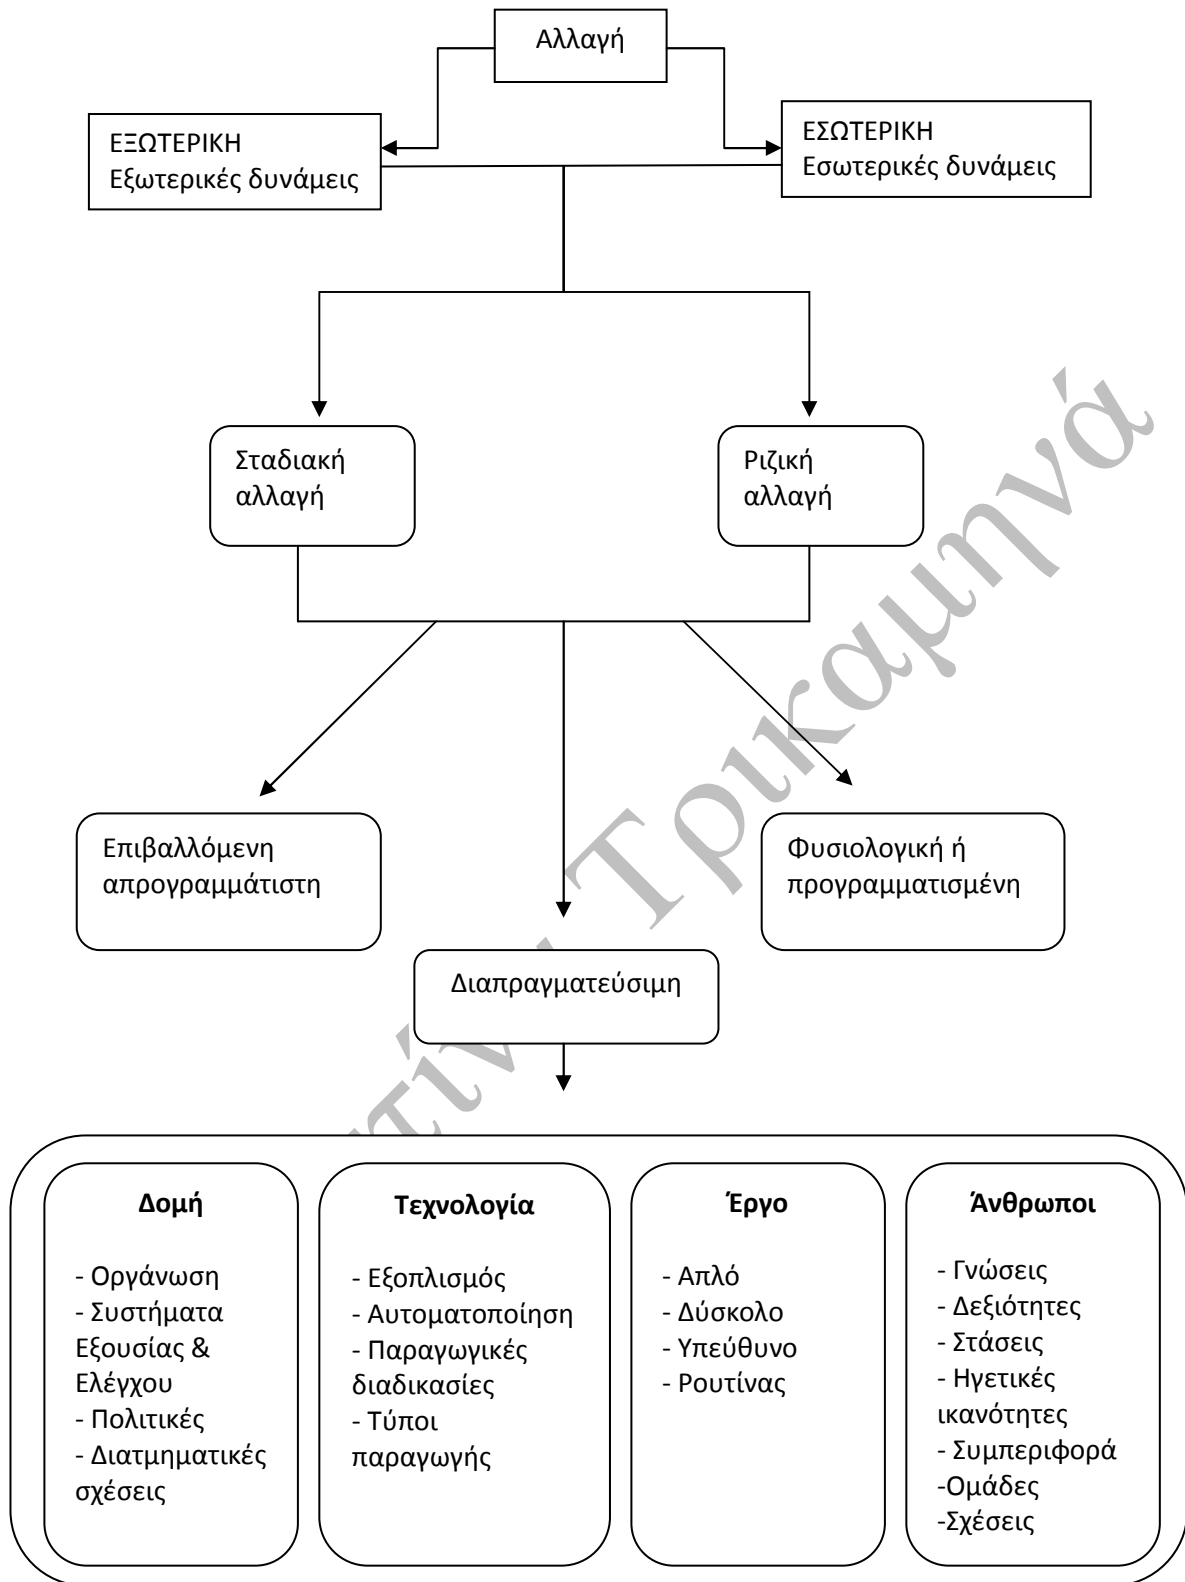 Αλλαγή
ΕΞΩΤΕΡΙΚΗ
Εξωτερικές δυνάμεις
ΕΣΩΤΕΡΙΚΗ
Εσωτερικές δυνάμεις
Σταδιακή
αλλαγή
Ριζική
αλλαγή
Επιβαλλόμενη
απρογραμμάτιστη
Φυσιολογική ή
προγραμματισμένη
Διαπραγματεύσιμη
Τρικαμηνά
Δομή
- Οργάνωση
- Συστήματα
Εξουσίας &
Ελέγχου
- Πολιτικές
- Διατμηματικές
σχέσεις
Τεχνολογία
- Εξοπλισμός
- Αυτοματοποίηση
- Παραγωγικές
διαδικασίες
- Τύποι
παραγωγής
Έργο
- Απλό
- Δύσκολο
- Υπεύθυνο
- Ρουτίνας
Άνθρωποι
- Γνώσεις
- Δεξιότητες
- Στάσεις
- Ηγετικές
ικανότητες
- Συμπεριφορά
-Ομάδες
-Σχέσεις